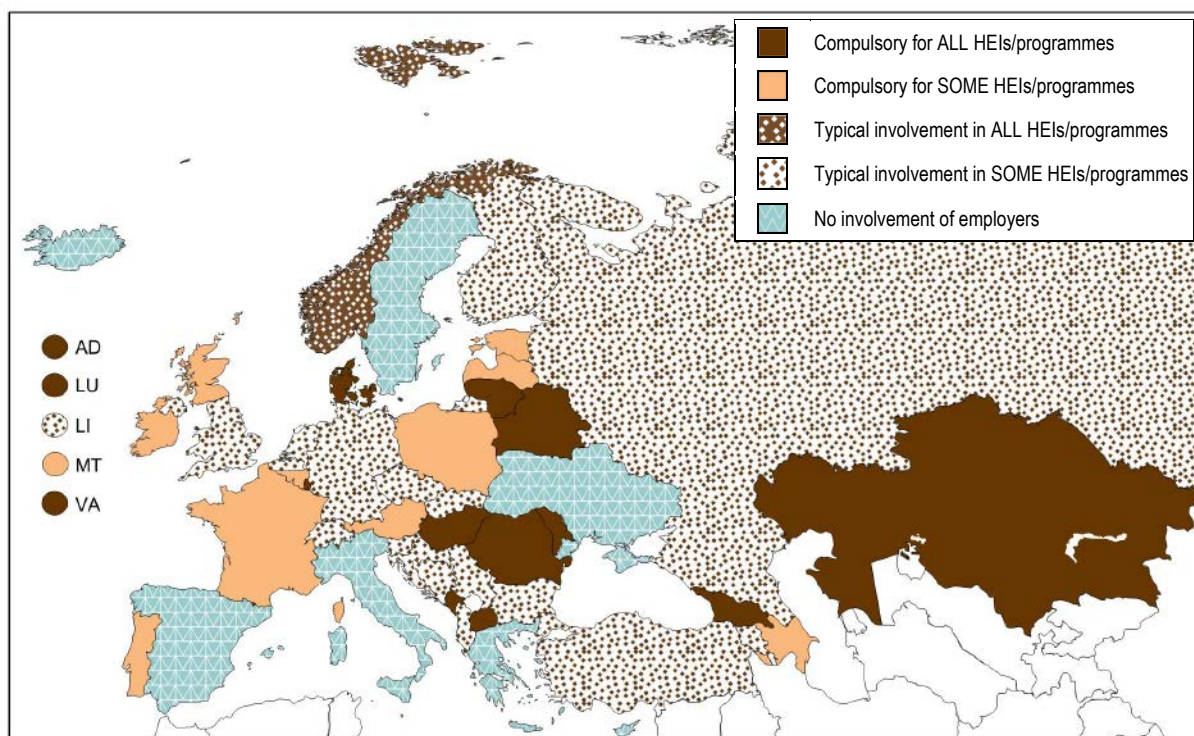 Compulsory for ALL HEIs/programmes
Compulsory for SOME HEIs/programmes
Typical involvement in ALL HEIs/programmes
Typical involvement in SOME HEIs/programmes
No involvement of employers
AD
LU
LI
MT
VA